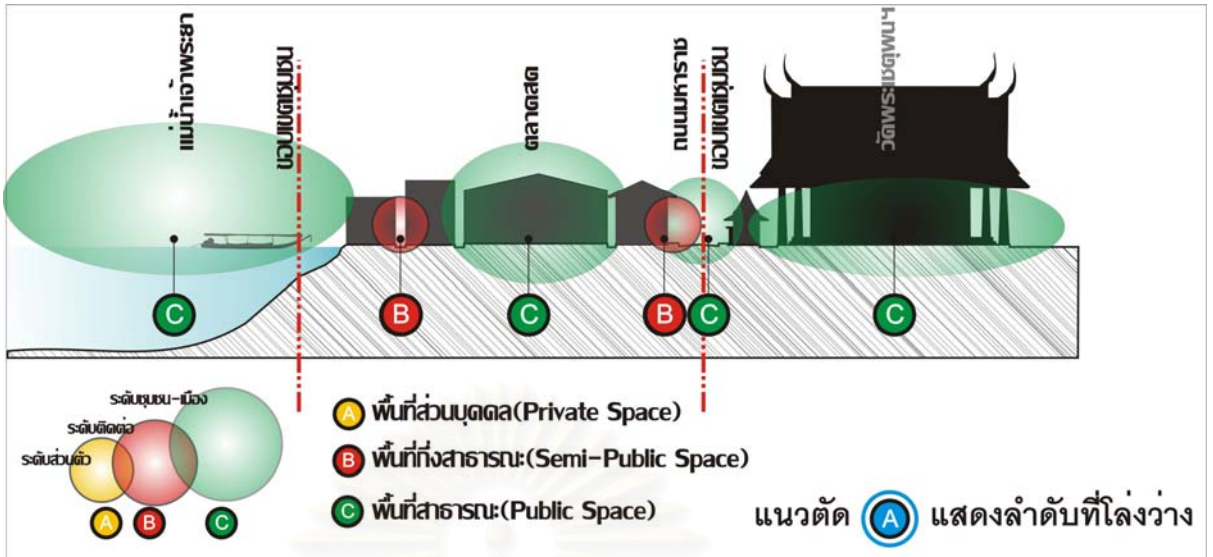 แม่น้ำเจ้าพระยา
ขอบเขตชุมชน
ตลาดสด
ถนนมหาราช
ขอบเขตชุมชน
วัดพระเชตุพนฯ
C
B
C
B
C
C
ระดับชุมชน-เมือง
ระดับติดต่อ
ระดับส่วนตัว
A
B
C
A พื้นที่ส่วนบุคคล(Private Space)
B พื้นที่กึ่งสาธารณะ(Semi-Public Space)
C พื้นที่สาธารณะ(Public Space)
แนวตัด A แสดงลำดับที่โล่งว่าง